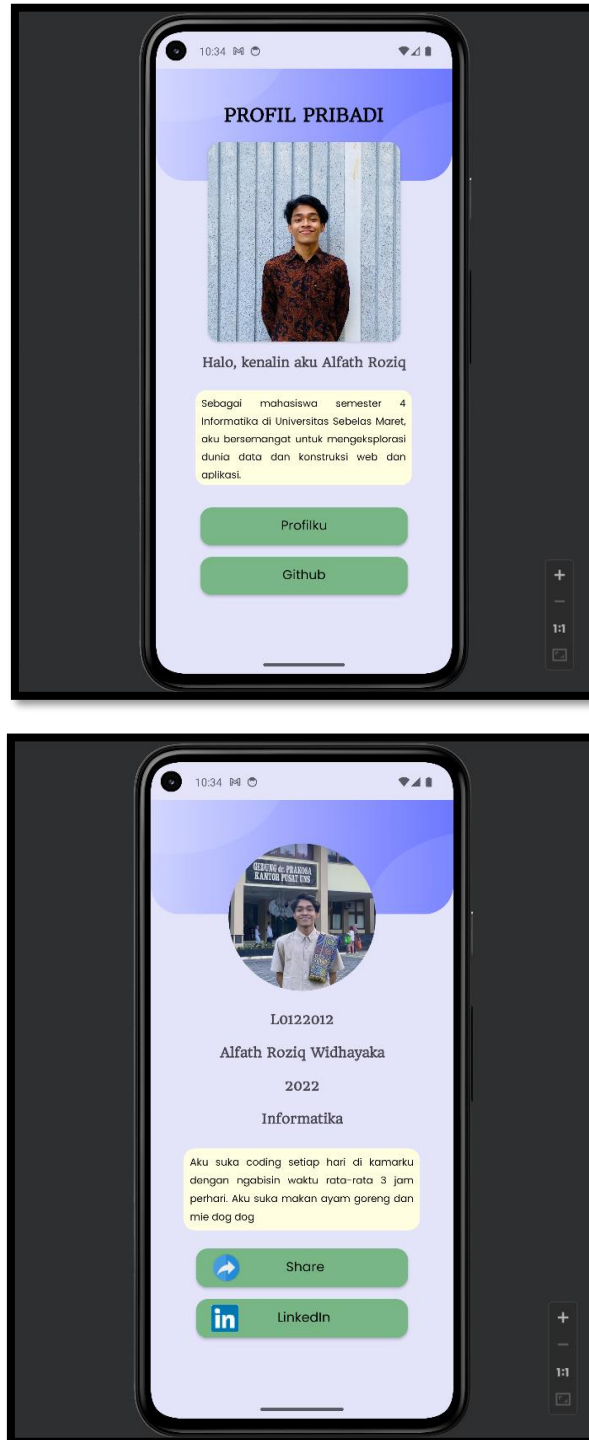 10:34
PROFIL PRIBADI
Halo, kenalin aku Alfath Roziq
Sebagai mahasiswa semester 4
Informatika di Universitas Sebelas Maret,
aku bersemangat untuk mengeksplorasi
dunia data dan konstruksi web dan
aplikasi.
Profilku
Github
1:1
10:34
GEDUNG dr. PRAKOSA
KANTOR PUSAT UNS
L0122012
Alfath Roziq Widhayaka
2022
Informatika
Aku suka coding setiap hari di kamarku
dengan ngabisin waktu rata-rata 3 jam
perhari. Aku suka makan ayam goreng dan
mie dog dog
Share
in LinkedIn
1:1